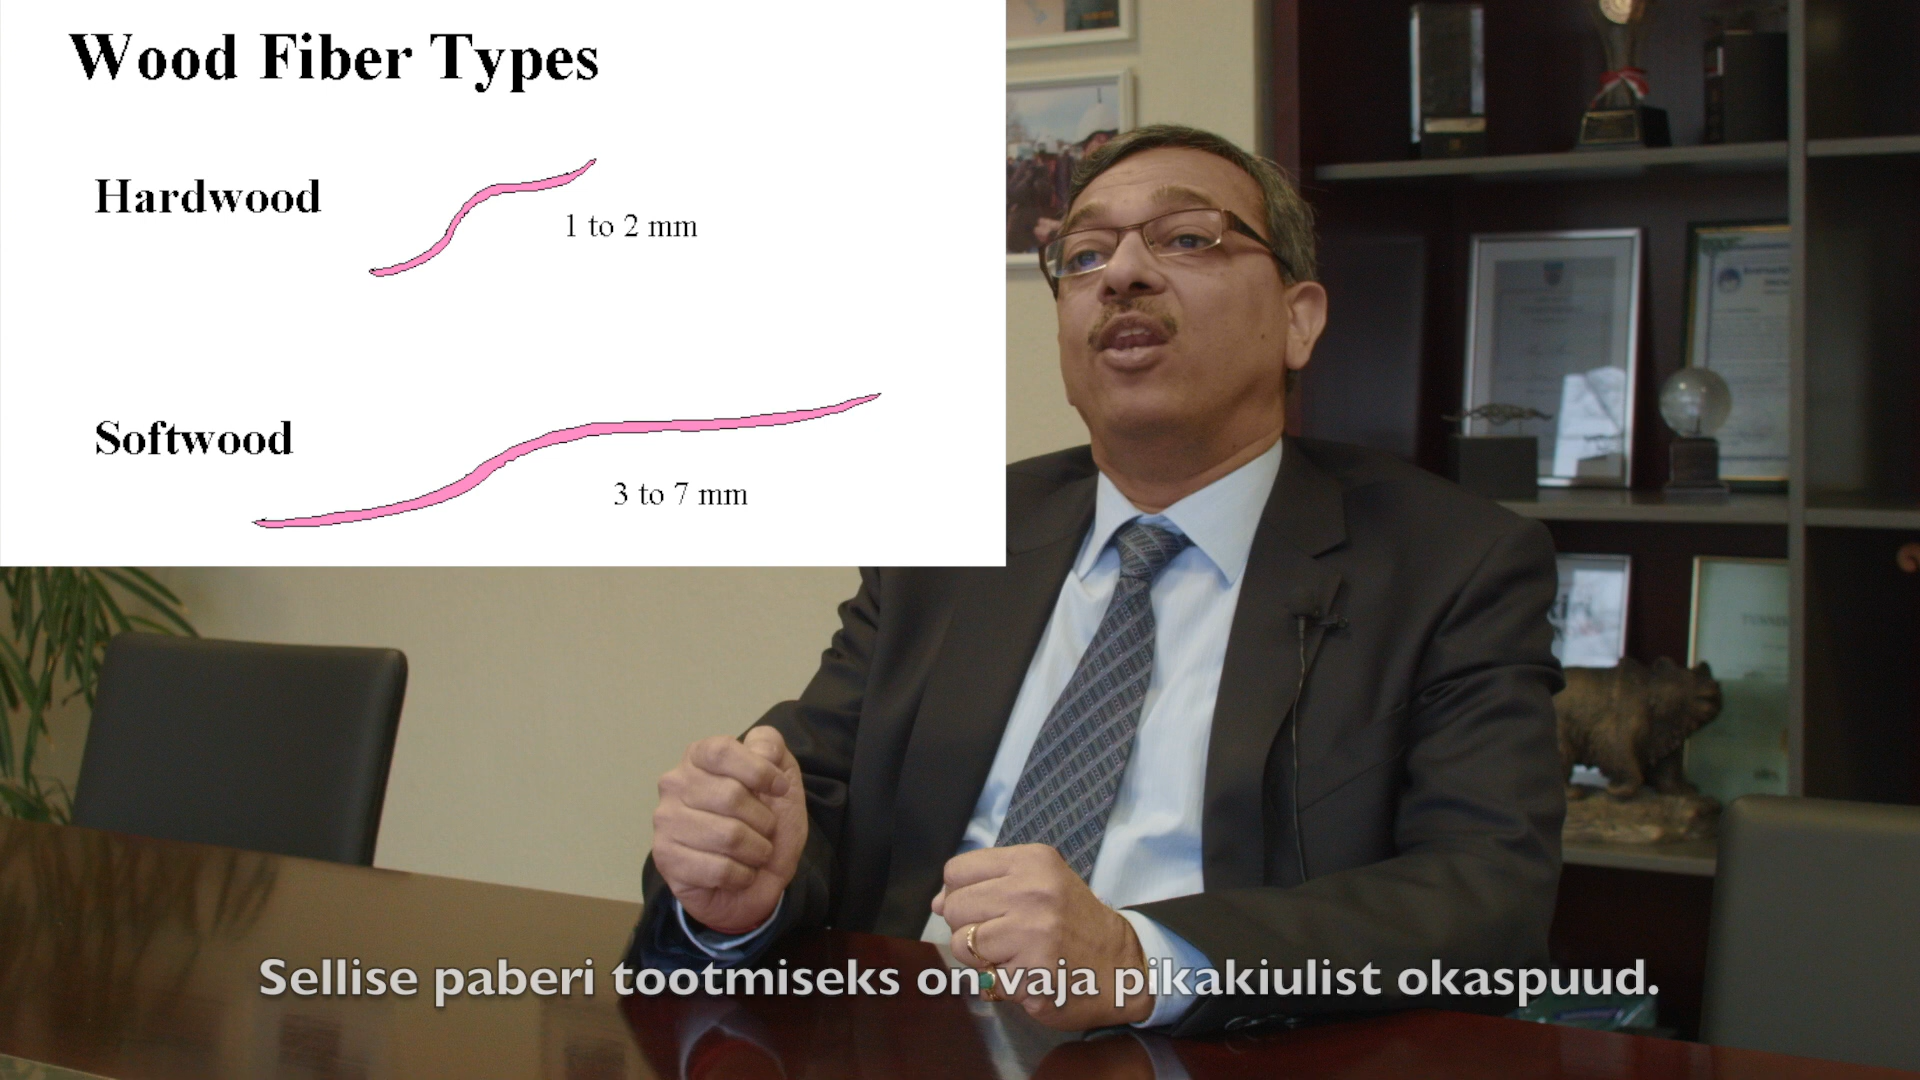 Wood Fiber Types
Hardwood
1 to 2 mm
Softwood
3 to 7 mm
Sellise paberi tootmiseks on vaja pikakiulist okaspuud.